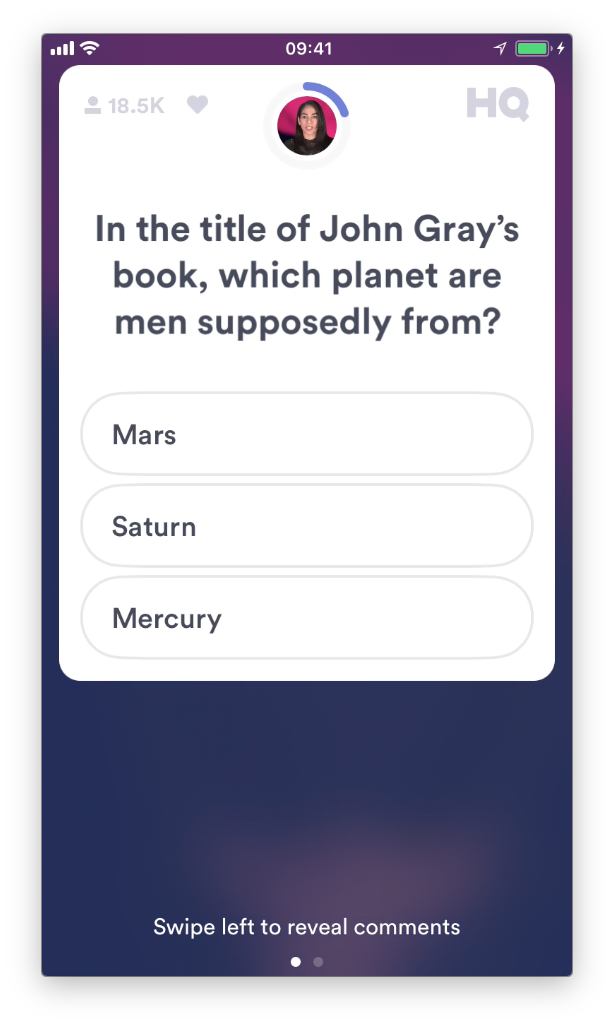 09:41
18.5K
HQ
In the title of John Gray’s
book, which planet are
men supposedly from?
Mars
Saturn
Mercury
Swipe left to reveal comments